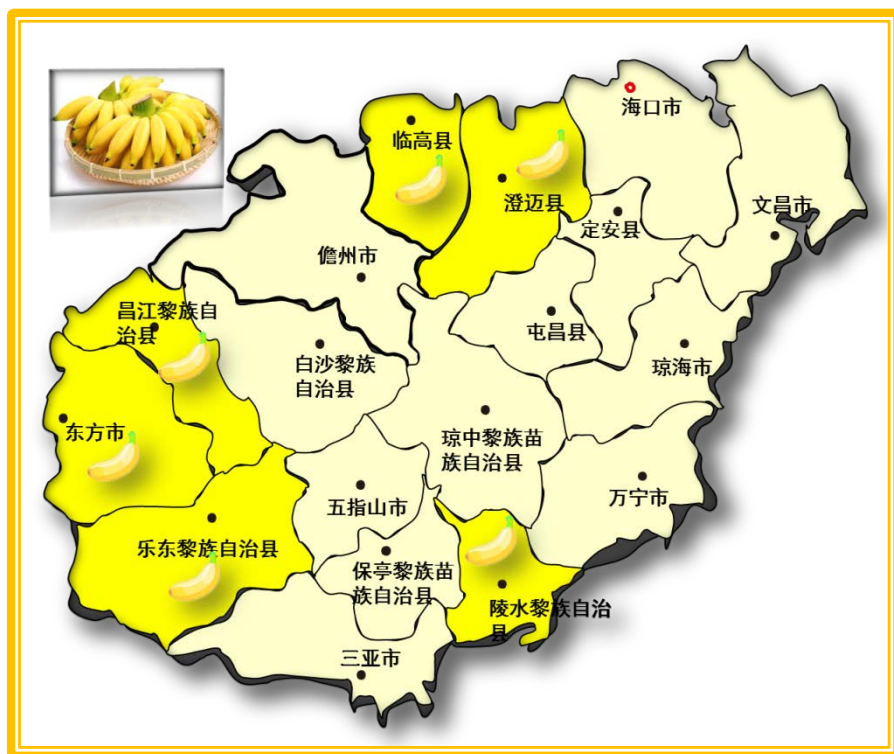 海口市
临高县
澄迈县
文昌市
定安县
儋州市
昌江黎族自
治县
屯昌县
白沙黎族
自治县
琼海市
东方市
琼中黎族苗
族自治县
万宁市
五指山市
乐东黎族自治县
保亭黎族苗
族自治县
陵水黎族自治
县
三亚市